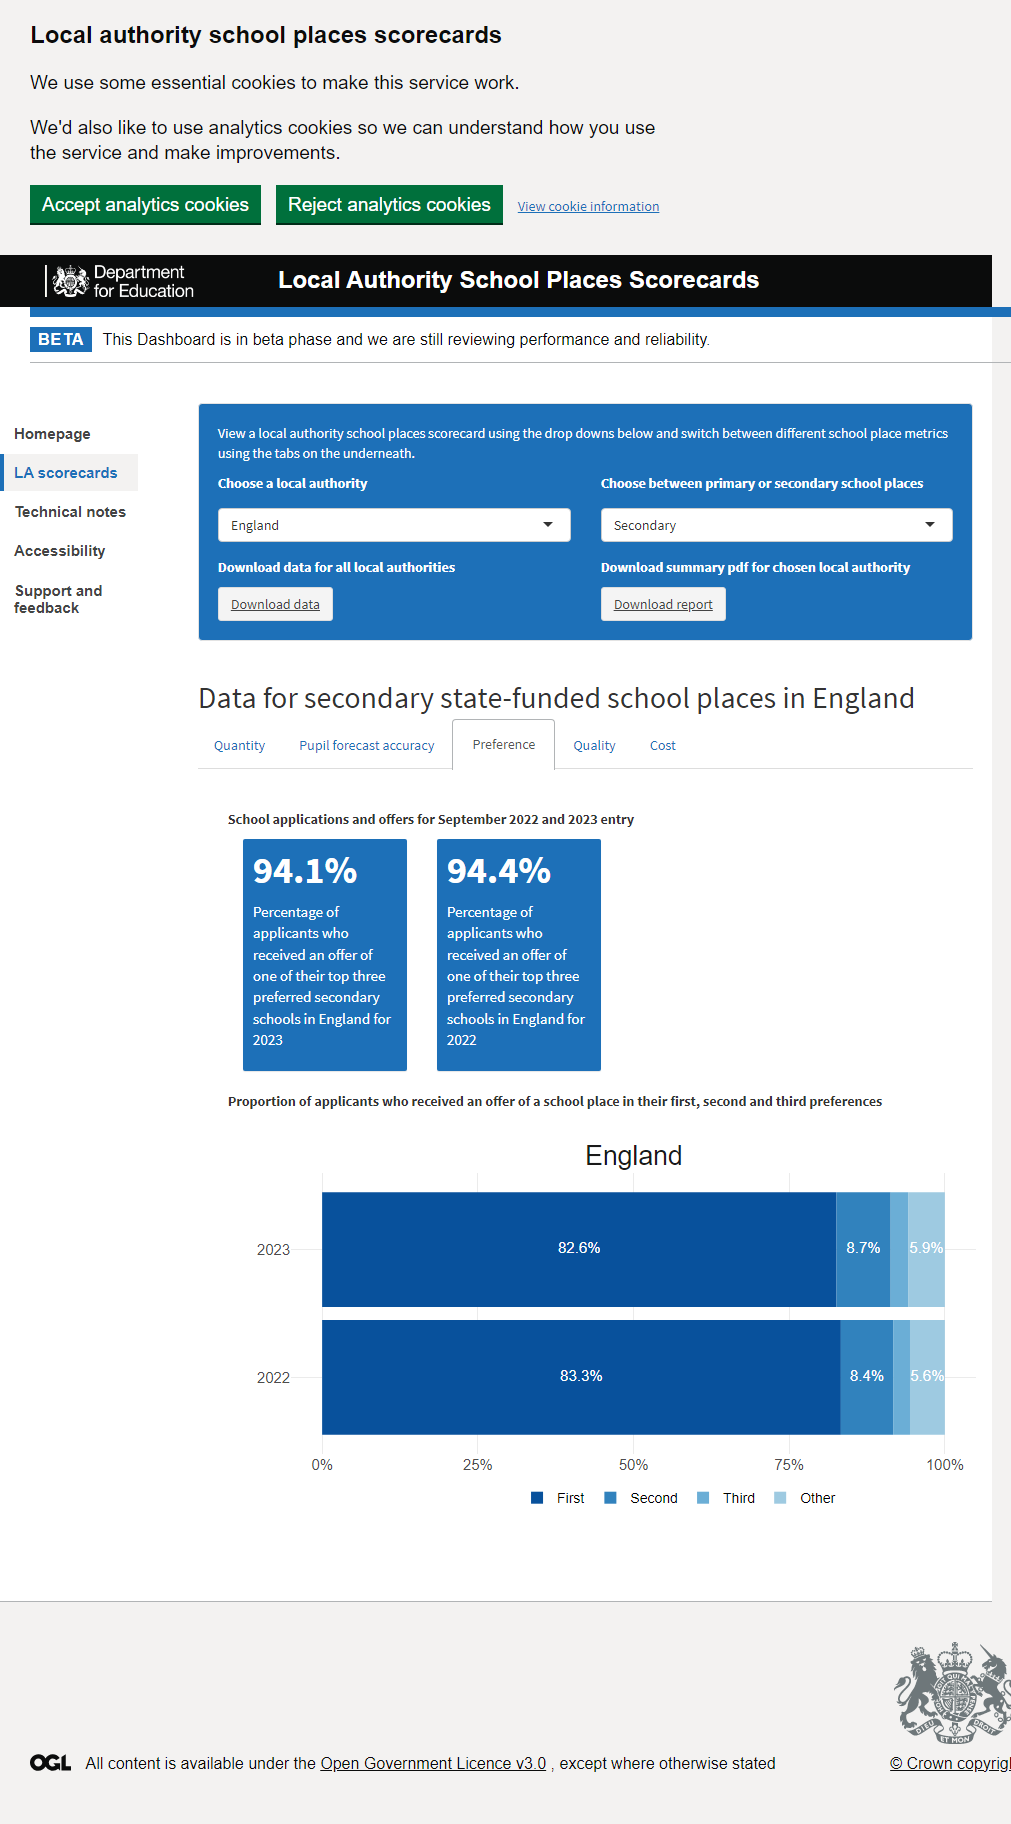 Local authority school places scorecards
We use some essential cookies to make this service work.
We'd also like to use analytics cookies so we can understand how you use
the service and make improvements.
Accept analytics cookies Reject analytics cookies View cookie information
Department
for Education
Local Authority School Places Scorecards
BETA This Dashboard is in beta phase and we are still reviewing performance and reliability.
Homepage
LA scorecards
Technical notes
Accessibility
Support and
feedback
View a local authority school places scorecard using the drop downs below and switch between different school place metrics
using the tabs on the underneath.
Choose a local authority
England
Choose between primary or secondary school places
Secondary
Download data for all local authorities
Download data
Download summary pdf for chosen local authority
Download report
Data for secondary state-funded school places in England
Quantity Pupil forecast accuracy Preference Quality Cost
School applications and offers for September 2022 and 2023 entry
94.1%
Percentage of
applicants who
received an offer of
one of their top three
preferred secondary
schools in England for
2023
94.4%
Percentage of
applicants who
received an offer of
one of their top three
preferred secondary
schools in England for
2022
Proportion of applicants who received an offer of a school place in their first, second and third preferences
England
2023 82.6% 8.7% 5.9%
2022 83.3% 8.4% 5.6%
0% 25% 50% 75% 100%
First Second Third Other
OGL All content is available under the Open Government Licence v3.0 , except where otherwise stated
© Crown copyrig